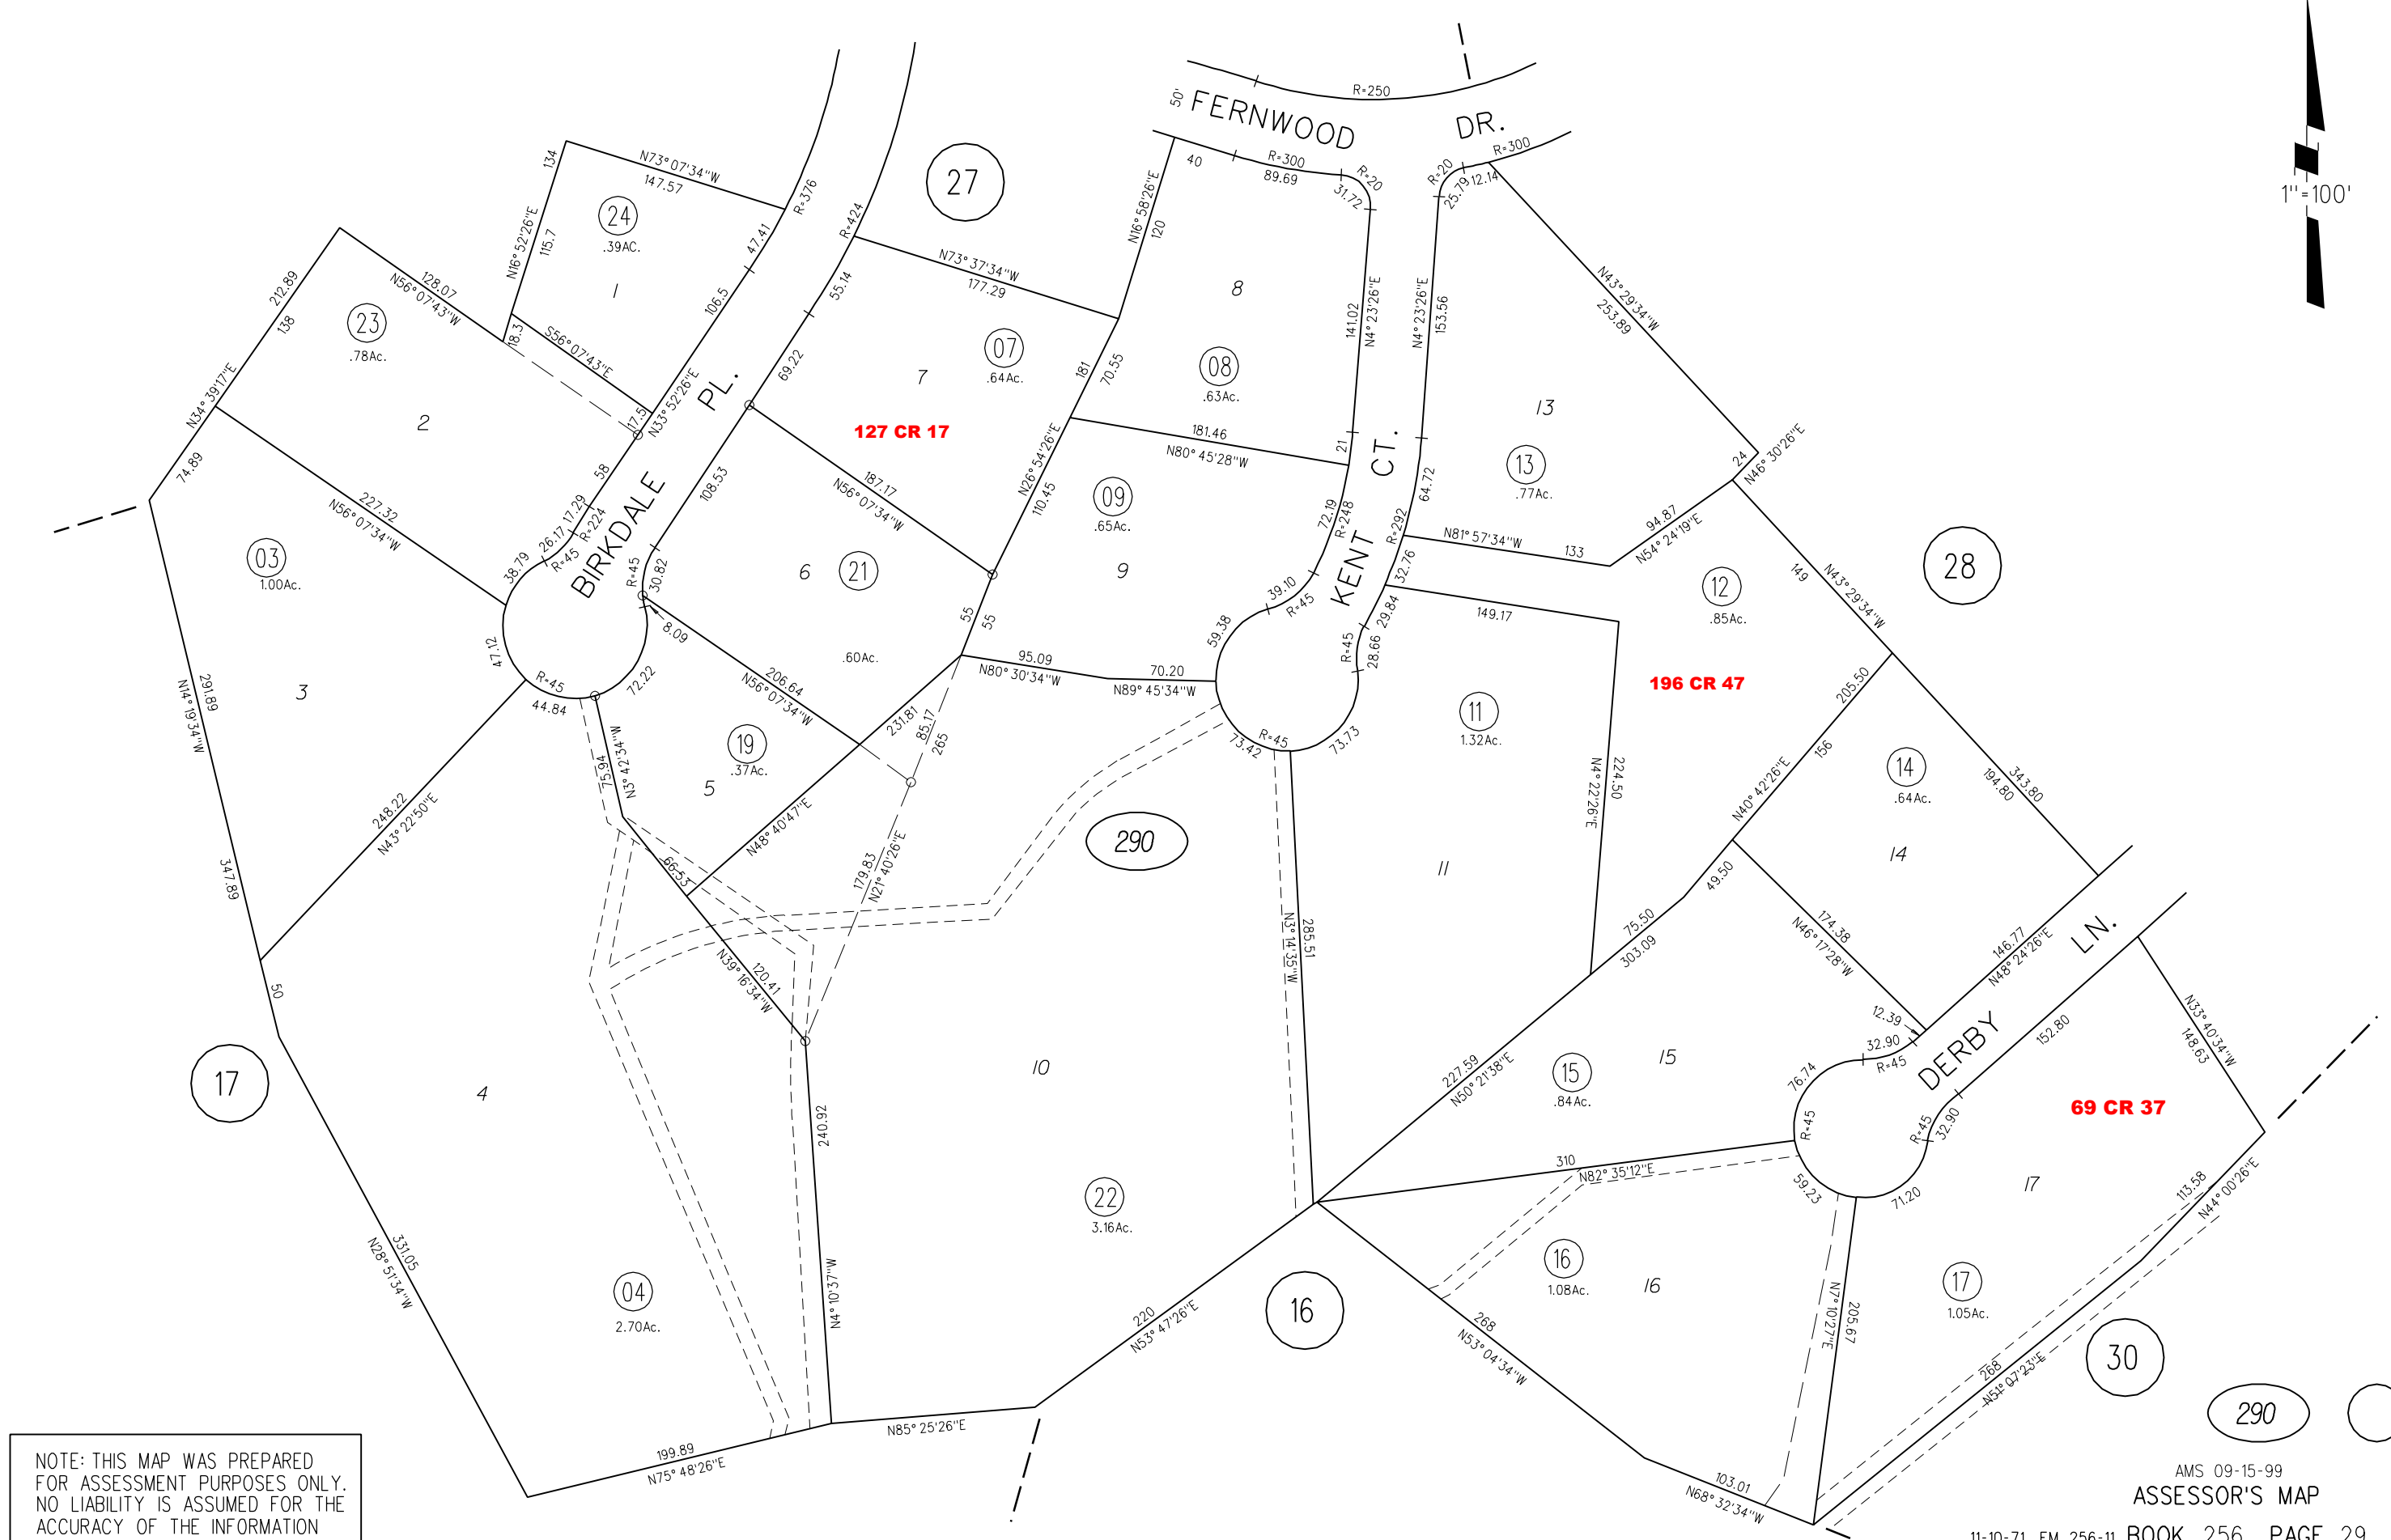 FERNWOOD DR.
50'
R=250
R=300
R=300
40
89.69
R=20
31.72
R=20
25.79
12.14
1"=100'
27
134
N73°07'34"W
147.57
R=376
R=424
N16°52'26"E
115.7
24
.39AC.
1
47.41
106.5
55.14
N73°37'34"W
177.29
N16°58'26"E
120
212.89
138
128.07
N56°07'43"W
23
.78Ac.
2
18.3
S56°07'43"E
17.5
N33°52'26"E
BIRKDALE PL.
69.22
7
07
.64Ac.
127 CR 17
181
70.55
8
08
.63Ac.
141.02
N4°23'26"E
N4°23'26"E
153.56
N43°29'34"W
253.89
13
13
.77Ac.
24
N46°30'26"E
N34°39'17"E
74.89
227.32
N56°07'34"W
58
17.29
R=224
26.17
R=45
38.79
108.53
187.17
N56°07'34"W
N26°54'26"E
110.45
181.46
N80°45'28"W
21
KENT CT.
72.19
R=248
64.72
R=292
32.76
N81°57'34"W
133
94.87
N54°24'19"E
09
.65Ac.
9
03
1.00Ac.
3
R=45
30.82
6
21
.60Ac.
8.09
55
55
39.10
R=45
59.38
29.84
R=45
28.66
149.17
12
.85Ac.
149
N43°29'34"W
28
47.12
R=45
44.84
72.22
206.64
N56°07'34"W
95.09
N80°30'34"W
70.20
N89°45'34"W
R=45
73.42
73.73
11
1.32Ac.
11
196 CR 47
205.50
156
N40°42'26"E
291.89
N14°19'34"W
347.89
248.22
N43°22'50"E
75.94
N3°42'34"W
19
.37Ac.
5
231.81
N48°40'47"E
85.17
265
179.83
N21°40'26"E
66.53
120.41
N39°16'34"W
290
224.50
N4°22'26"E
14
.64Ac.
14
343.80
194.80
49.50
75.50
303.09
174.38
N46°17'28"W
146.77
N48°24'26"E
DERBY LN.
N3°14'35"W
285.51
12.39
32.90
R=45
76.74
152.80
N33°40'34"W
148.63
50
17
4
10
227.59
N50°21'38"E
15
.84Ac.
15
R=45
R=45
32.90
69 CR 37
240.92
N4°10'37"W
310
N82°35'12"E
59.23
71.20
17
113.58
N44°00'26"E
331.05
N28°51'34"W
04
2.70Ac.
22
3.16Ac.
220
N53°47'26"E
16
16
1.08Ac.
16
268
N53°04'34"W
N7°10'27"E
205.67
17
1.05Ac.
268
N51°07'23"E
30
199.89
N75°48'26"E
N85°25'26"E
103.01
N68°32'34"W
290
NOTE: THIS MAP WAS PREPARED
FOR ASSESSMENT PURPOSES ONLY.
NO LIABILITY IS ASSUMED FOR THE
ACCURACY OF THE INFORMATION
AMS 09-15-99
ASSESSOR'S MAP
11-10-71 FM 256-11 BOOK 256 PAGE 29